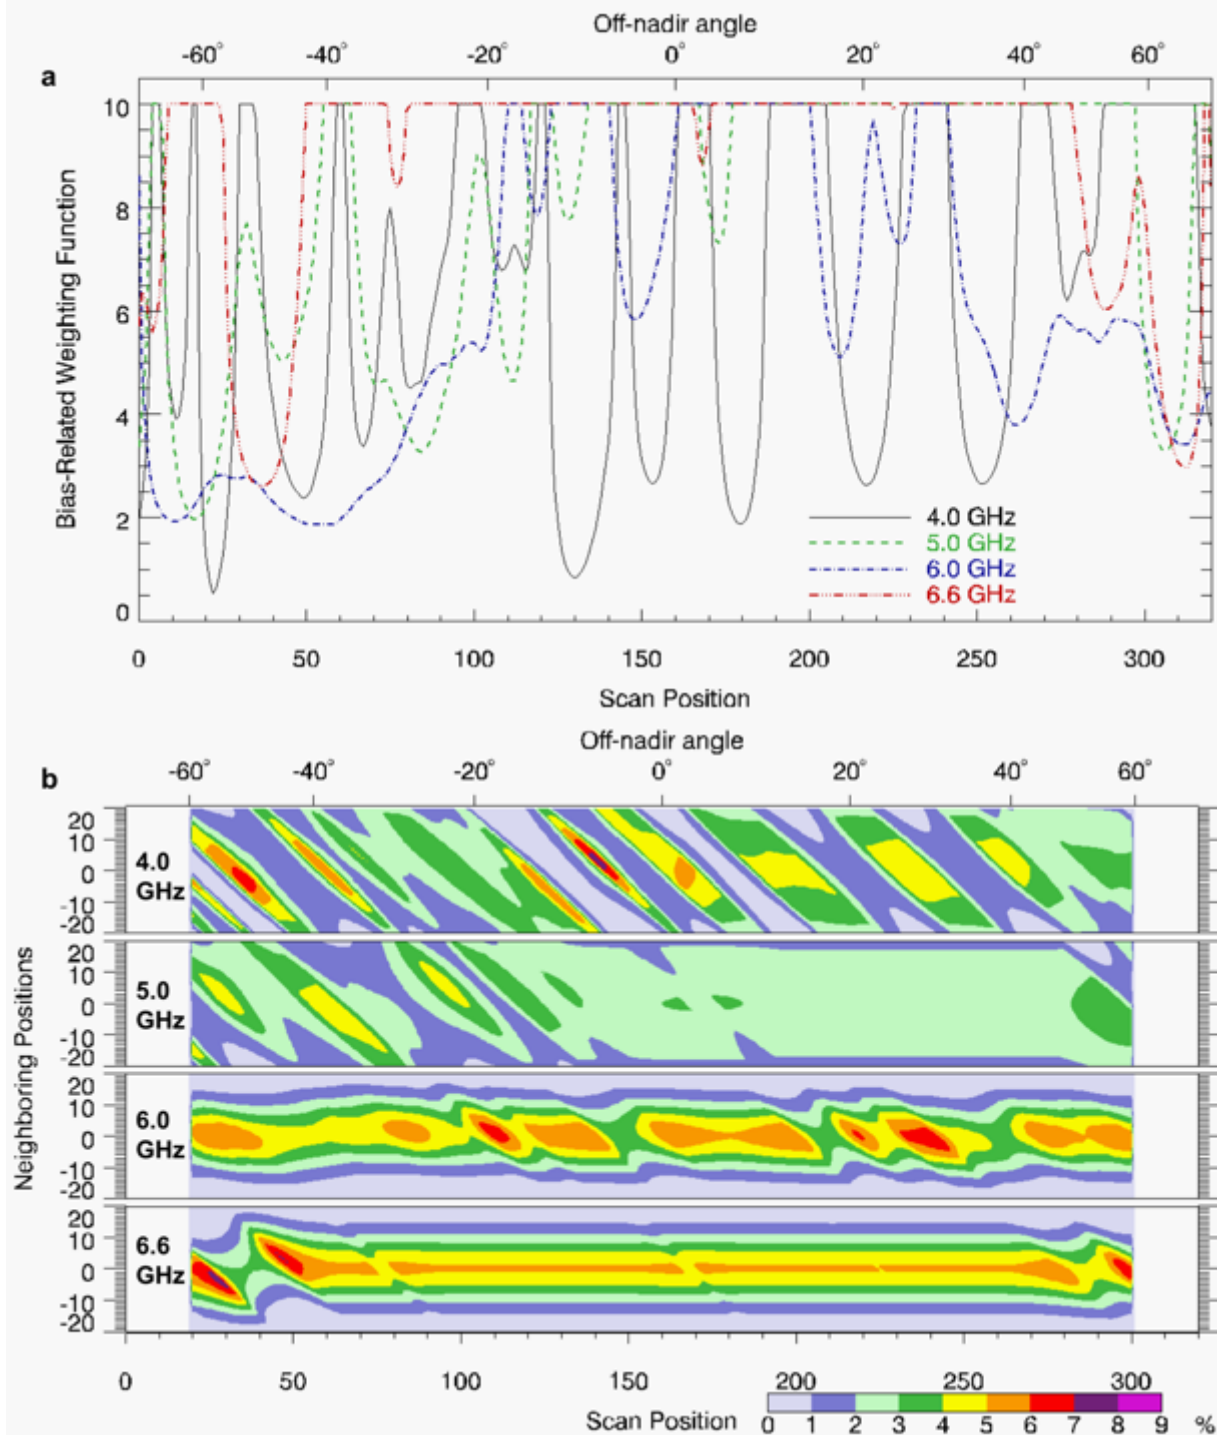 Off-nadir angle
-60° -40° -20° 0° 20° 40° 60°
a
10
8
6
4
2
0
Bias-Related Weighting Function
4.0 GHz
5.0 GHz
6.0 GHz
6.6 GHz
0 50 100 150 200 250 300
Scan Position
Off-nadir angle
b
-60° -40° -20° 0° 20° 40° 60°
Neighboring Positions
20
10
0
-10
-20
4.0
GHz
20
10
0
-10
-20
5.0
GHz
20
10
0
-10
-20
6.0
GHz
20
10
0
-10
-20
6.6
GHz
0 50 100 150 200 250 300
Scan Position
0 1 2 3 4 5 6 7 8 9 %